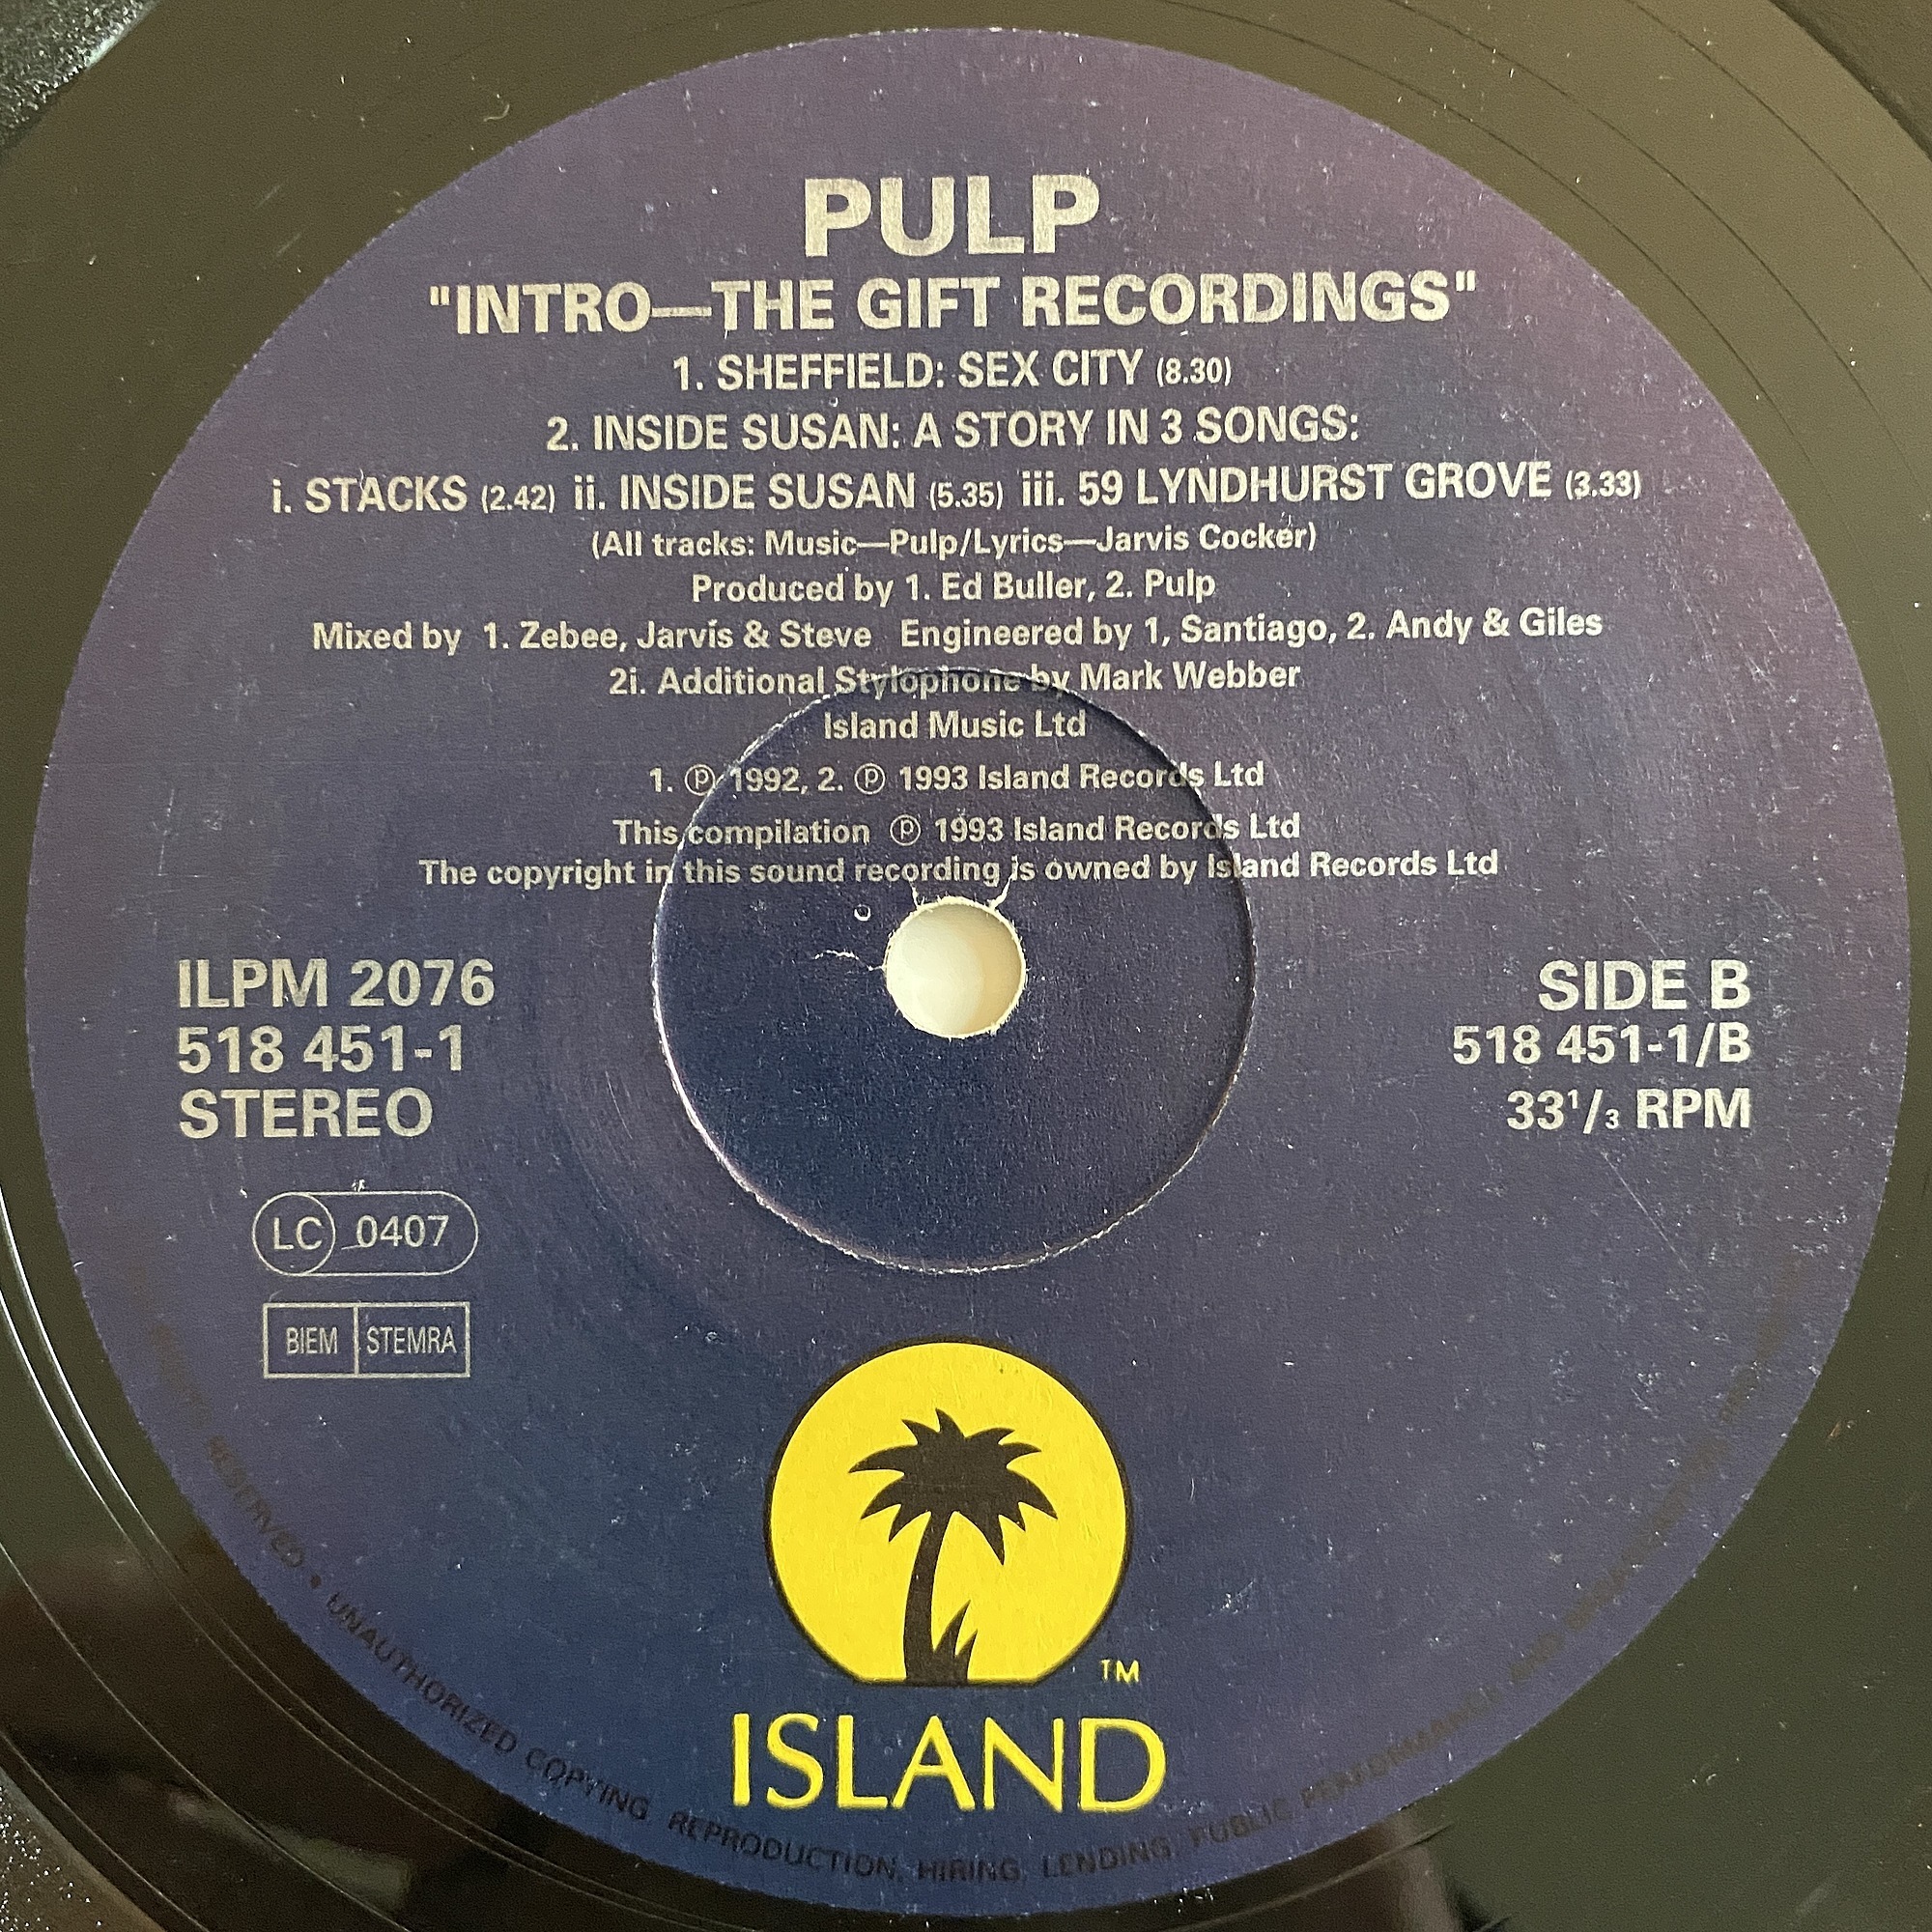 PULP
"INTRO—THE GIFT RECORDINGS"
1. SHEFFIELD: SEX CITY (8.30)
2. INSIDE SUSAN: A STORY IN 3 SONGS:
i. STACKS (2.42) ii. INSIDE SUSAN (5.35) iii. 59 LYNDHURST GROVE (3.33)
(All tracks: Music—Pulp/Lyrics—Jarvis Cocker)
Produced by 1. Ed Buller, 2. Pulp
Mixed by 1. Zebee, Jarvis & Steve Engineered by 1, Santiago, 2. Andy & Giles
2i. Additional Stylophone by Mark Webber
Island Music Ltd
1. ℗ 1992, 2. ℗ 1993 Island Records Ltd
This compilation ℗ 1993 Island Records Ltd
The copyright in this sound recording is owned by Island Records Ltd
ILPM 2076
518 451-1
STEREO
SIDE B
518 451-1/B
33¹/₃ RPM
LC 0407
BIEM STEMRA
TM
ISLAND
RESERVED • UNAUTHORIZED COPYING, REPRODUCTION, HIRING, LENDING, PUBLIC PERFORMANCE AND